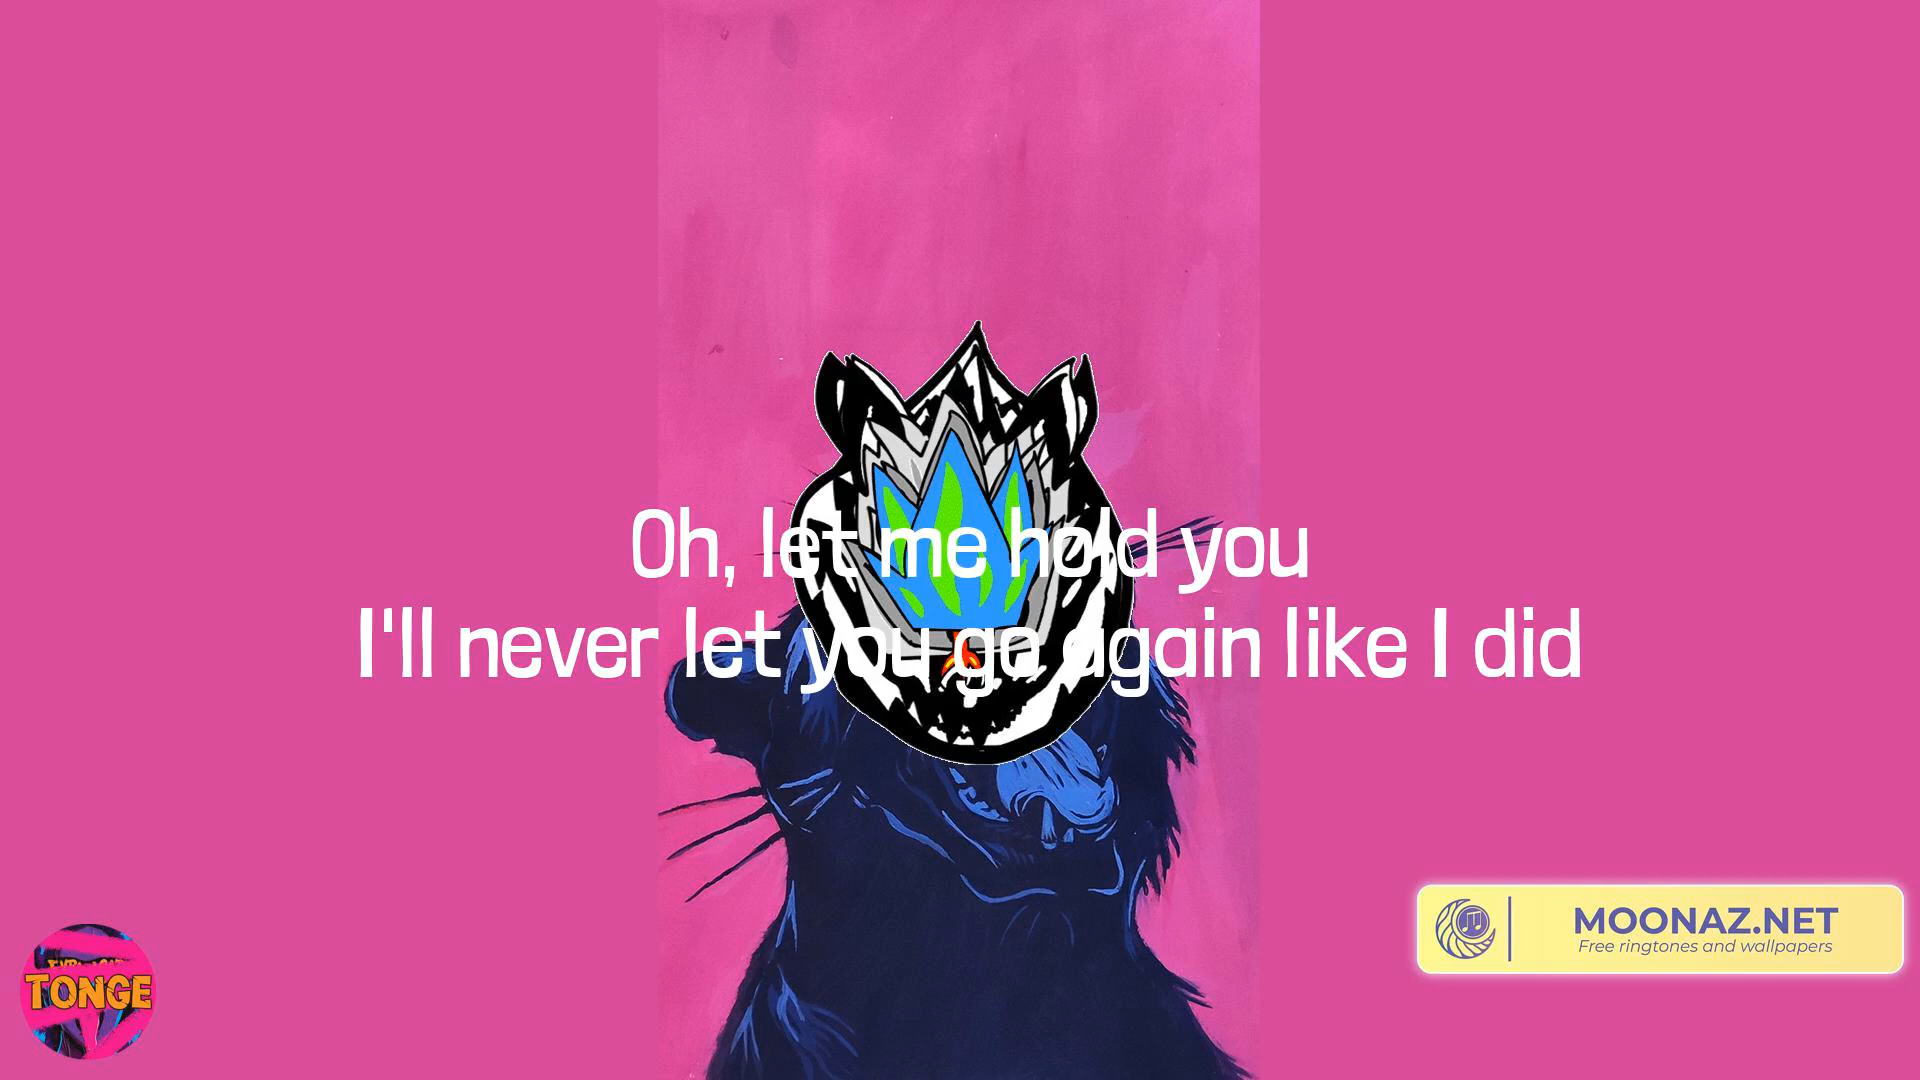 Oh, let me hold you
I'll never let you go again like I did
MOONAZ.NET
Free ringtones and wallpapers
TONGE